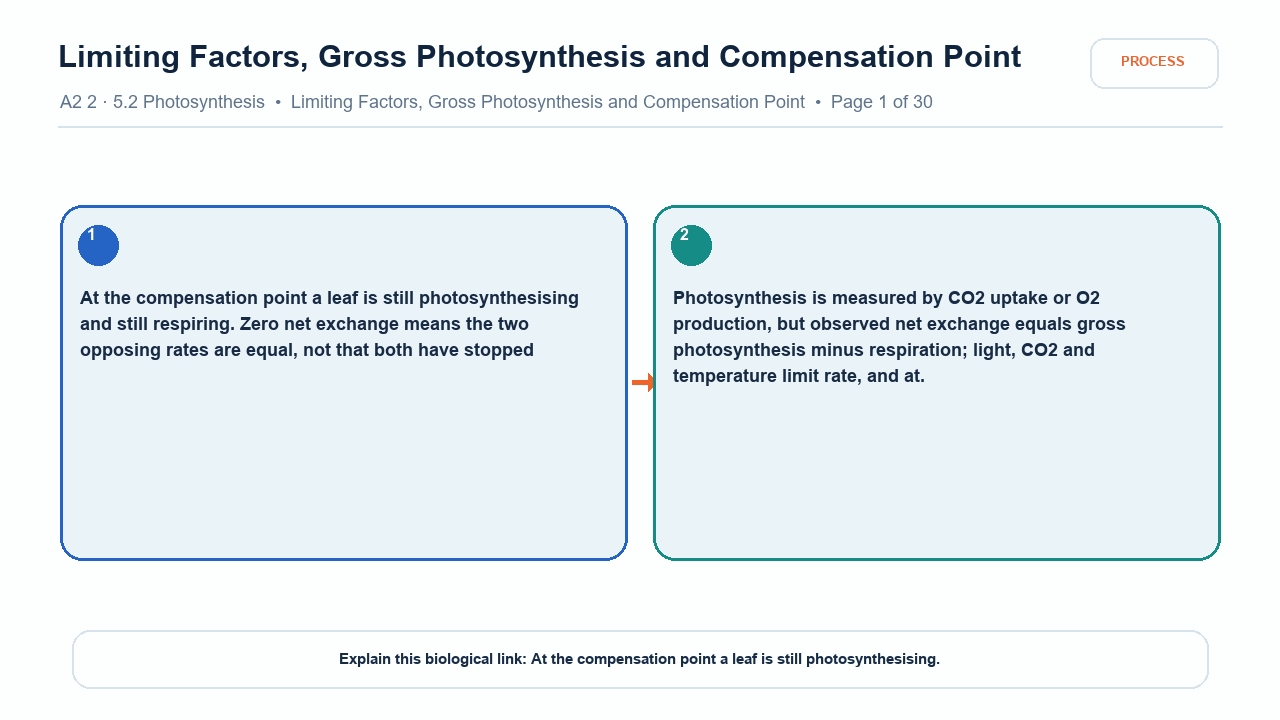 Limiting Factors, Gross Photosynthesis and Compensation Point
PROCESS
A2 2 · 5.2 Photosynthesis • Limiting Factors, Gross Photosynthesis and Compensation Point • Page 1 of 30
1
At the compensation point a leaf is still photosynthesising
and still respiring. Zero net exchange means the two
opposing rates are equal, not that both have stopped
2
Photosynthesis is measured by CO2 uptake or O2
production, but observed net exchange equals gross
photosynthesis minus respiration; light, CO2 and
temperature limit rate, and at.
Explain this biological link: At the compensation point a leaf is still photosynthesising.